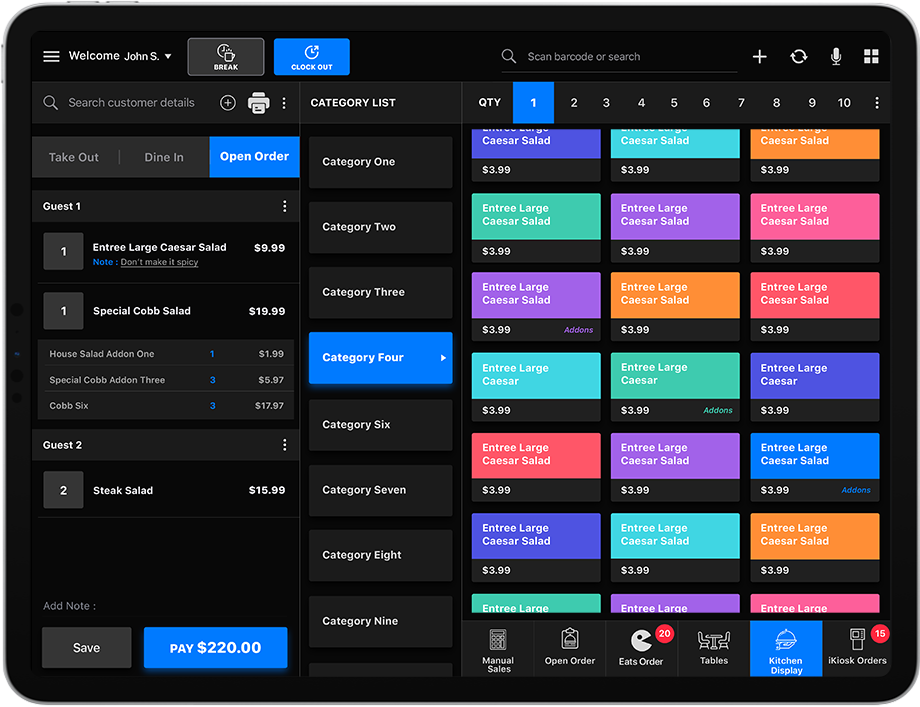 Welcome John S.
BREAK
CLOCK OUT
Scan barcode or search
Search customer details
CATEGORY LIST
QTY 1 2 3 4 5 6 7 8 9 10
Take Out
Dine In
Open Order
Guest 1
1 Entree Large Caesar Salad $9.99
Note : Don't make it spicy
1 Special Cobb Salad $19.99
House Salad Addon One 1 $1.99
Special Cobb Addon Three 3 $5.97
Cobb Six 3 $17.97
Guest 2
2 Steak Salad $15.99
Add Note :
Save
PAY $220.00
Category One
Category Two
Category Three
Category Four
Category Six
Category Seven
Category Eight
Category Nine
Entree Large Entree Large Entree Large
Caesar Salad Caesar Salad Caesar Salad
$3.99 $3.99 $3.99
Entree Large Entree Large Entree Large
Caesar Salad Caesar Salad Caesar Salad
$3.99 $3.99 $3.99
Entree Large Entree Large Entree Large
Caesar Salad Caesar Salad Caesar Salad
$3.99 Addons $3.99 $3.99
Entree Large Entree Large Entree Large
Caesar Caesar Caesar
$3.99 $3.99 Addons $3.99
Entree Large Entree Large Entree Large
Caesar Salad Caesar Salad Caesar Salad
$3.99 $3.99 $3.99 Addons
Entree Large Entree Large Entree Large
Caesar Salad Caesar Salad Caesar Salad
$3.99 $3.99 $3.99
Entree Large Entree Large Entree Large
Manual
Sales
Open Order
20
Eats Order
Tables
Kitchen
Display
15
iKiosk Orders